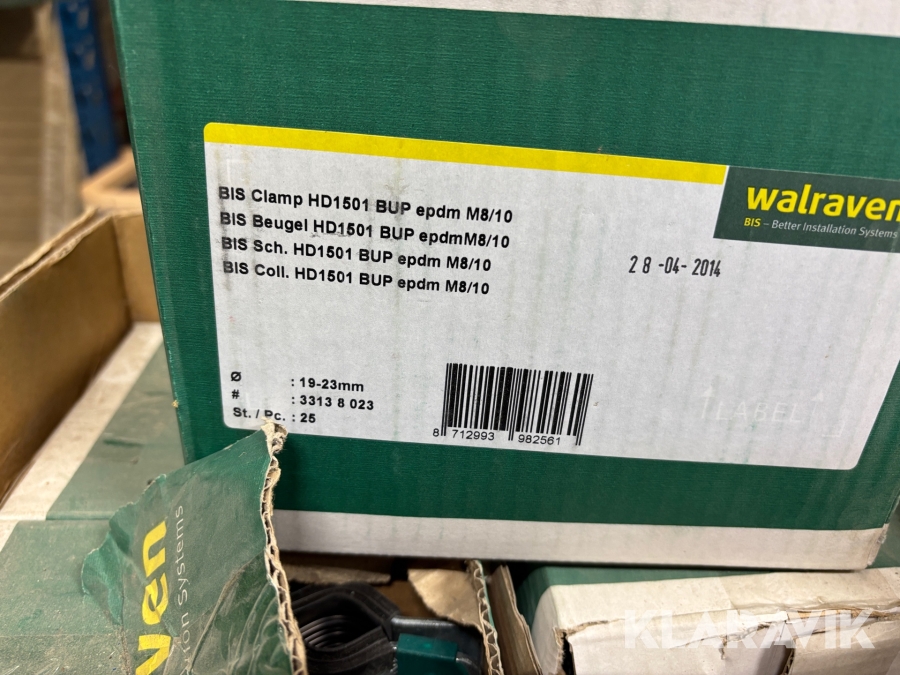 BIS Clamp HD1501 BUP epdm M8/10
BIS Beugel HD1501 BUP epdmM8/10
BIS Sch. HD1501 BUP epdm M8/10
BIS Coll. HD1501 BUP epdm M8/10
walraven
BIS – Better Installation Systems
28-04-2014
Ø : 19-23mm
# : 3313 8 023
St. / Pc. : 25
8 712993 982561
LABEL
ven
on Systems
KLARAVIK